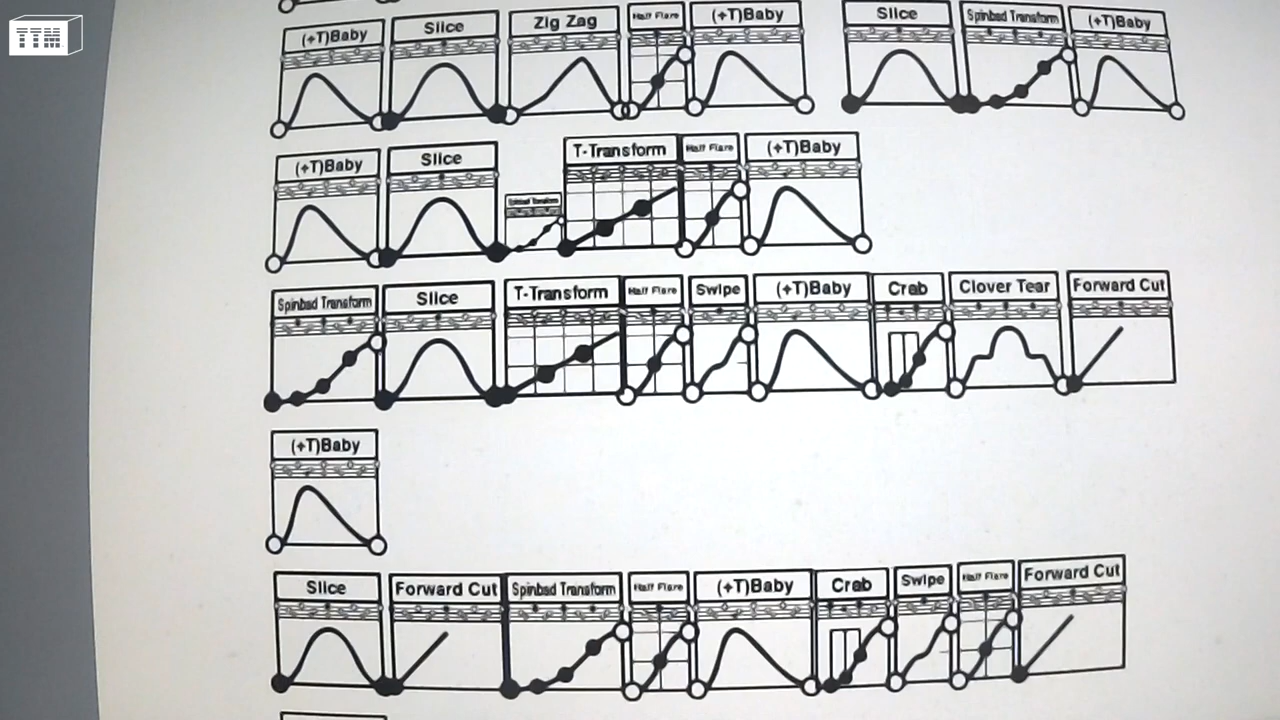 TTM
(+T)Baby Slice Zig Zag Half Flare (+T)Baby Slice Spinbad Transform (+T)Baby
(+T)Baby Slice Spinbad Transform T-Transform Half Flare (+T)Baby
Spinbad Transform Slice T-Transform Half Flare Swipe (+T)Baby Crab Clover Tear Forward Cut
(+T)Baby
Slice Forward Cut Spinbad Transform Half Flare (+T)Baby Crab Swipe Half Flare Forward Cut